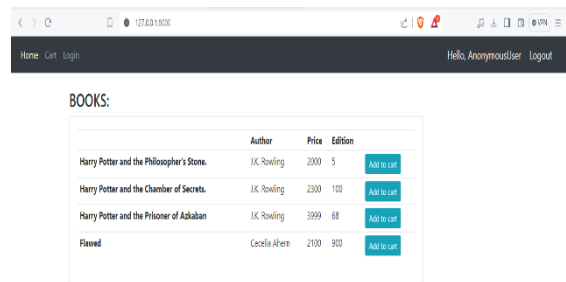 127.0.0.1:8000
VPN
Home Cart Login Hello, AnonymousUser Logout
BOOKS:
Author Price Edition
Harry Potter and the Philosopher's Stone. J.K. Rowling 2000 5 Add to cart
Harry Potter and the Chamber of Secrets. J.K. Rowling 2300 100 Add to cart
Harry Potter and the Prisoner of Azkaban J.K. Rowling 3999 68 Add to cart
Flawed Cecelia Ahern 2100 900 Add to cart